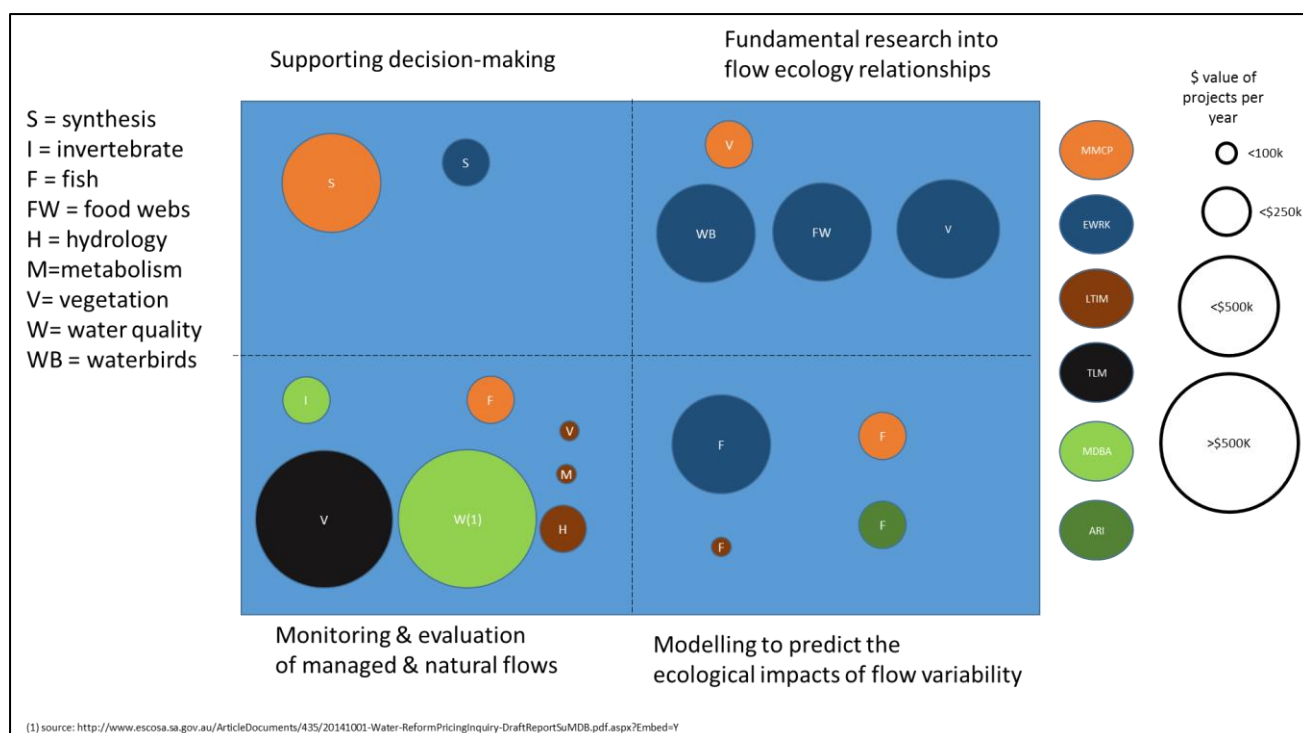 Supporting decision-making
Fundamental research into
flow ecology relationships
S = synthesis
I = invertebrate
F = fish
FW = food webs
H = hydrology
M=metabolism
V= vegetation
W= water quality
WB = waterbirds
S
S
V
WB
FW
V
I
F
V
M
V
W(1)
H
F
F
F
F
Monitoring & evaluation
of managed & natural flows
Modelling to predict the
ecological impacts of flow variability
MMCP
EWRK
LTIM
TLM
MDBA
ARI
$ value of
projects per
year
<100k
<$250k
<$500k
>$500K
(1) source: http://www.escosa.sa.gov.au/ArticleDocuments/435/20141001-Water-ReformPricingInquiry-DraftReportSuMDB.pdf.aspx?Embed=Y